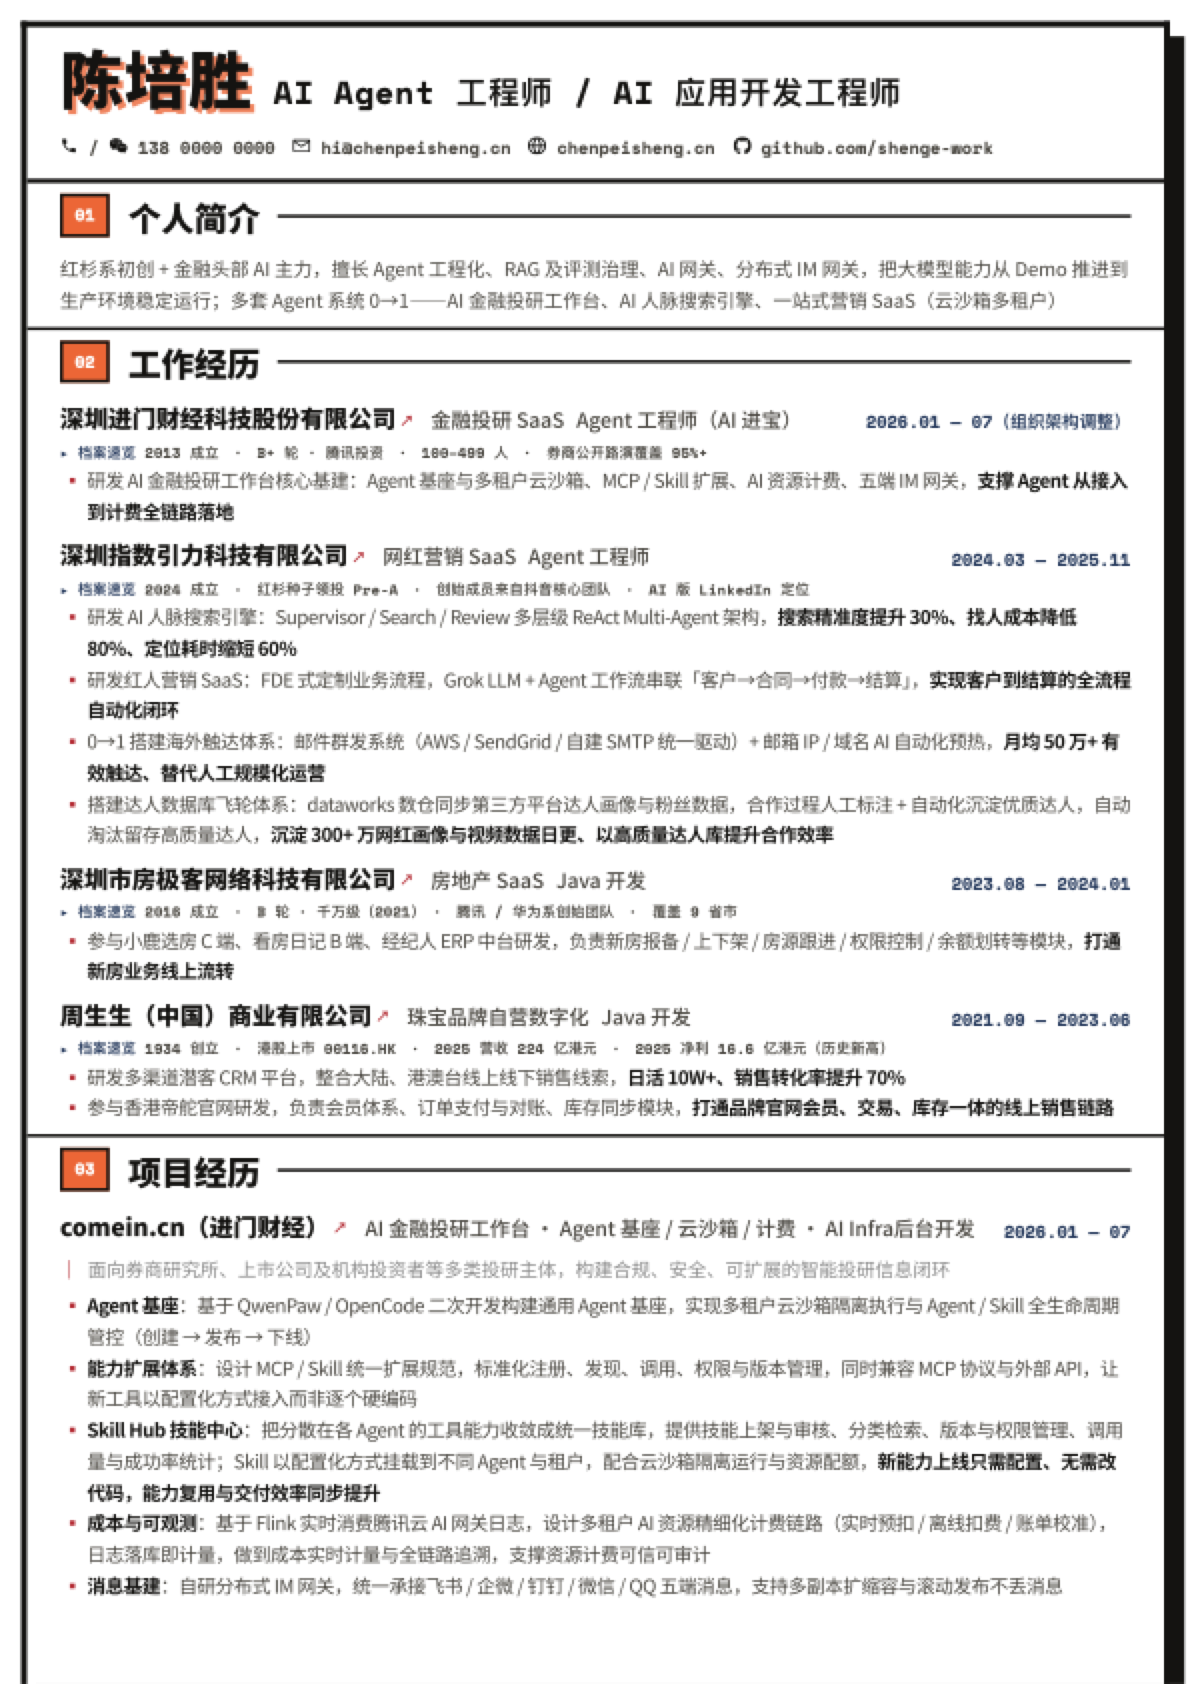 陈培胜 AI Agent 工程师 / AI 应用开发工程师
/ 138 0000 0000 hi@chenpeisheng.cn chenpeisheng.cn github.com/shenge-work
01 个人简介
红杉系初创 + 金融头部 AI 主力，擅长 Agent 工程化、RAG 及评测治理、AI 网关、分布式 IM 网关，把大模型能力从 Demo 推进到
生产环境稳定运行；多套 Agent 系统 0→1——AI 金融投研工作台、AI 人脉搜索引擎、一站式营销 SaaS（云沙箱多租户）
02 工作经历
深圳进门财经科技股份有限公司↗ 金融投研 SaaS Agent 工程师（AI 进宝） 2026.01 — 07（组织架构调整）
▸ 档案速览 2013 成立 · B+ 轮 · 腾讯投资 · 100-499 人 · 券商公开路演覆盖 95%+
▪ 研发 AI 金融投研工作台核心基建：Agent 基座与多租户云沙箱、MCP / Skill 扩展、AI 资源计费、五端 IM 网关，支撑 Agent 从接入
到计费全链路落地
深圳指数引力科技有限公司↗ 网红营销 SaaS Agent 工程师 2024.03 — 2025.11
▸ 档案速览 2024 成立 · 红杉种子领投 Pre-A · 创始成员来自抖音核心团队 · AI 版 LinkedIn 定位
▪ 研发 AI 人脉搜索引擎：Supervisor / Search / Review 多层级 ReAct Multi-Agent 架构，搜索精准度提升 30%、找人成本降低
80%、定位耗时缩短 60%
▪ 研发红人营销 SaaS：FDE 式定制业务流程，Grok LLM + Agent 工作流串联「客户→合同→付款→结算」，实现客户到结算的全流程
自动化闭环
▪ 0→1 搭建海外触达体系：邮件群发系统（AWS / SendGrid / 自建 SMTP 统一驱动）+ 邮箱 IP / 域名 AI 自动化预热，月均 50 万+ 有
效触达、替代人工规模化运营
▪ 搭建达人数据库飞轮体系：dataworks 数仓同步第三方平台达人画像与粉丝数据，合作过程人工标注 + 自动化沉淀优质达人，自动
淘汰留存高质量达人，沉淀 300+ 万网红画像与视频数据日更、以高质量达人库提升合作效率
深圳市房极客网络科技有限公司↗ 房地产 SaaS Java 开发 2023.08 — 2024.01
▸ 档案速览 2016 成立 · B 轮 · 千万级（2021） · 腾讯 / 华为系创始团队 · 覆盖 9 省市
▪ 参与小鹿选房 C 端、看房日记 B 端、经纪人 ERP 中台研发，负责新房报备 / 上下架 / 房源跟进 / 权限控制 / 余额划转等模块，打通
新房业务线上流转
周生生（中国）商业有限公司↗ 珠宝品牌自营数字化 Java 开发 2021.09 — 2023.06
▸ 档案速览 1934 创立 · 港股上市 00116.HK · 2025 营收 224 亿港元 · 2025 净利 16.6 亿港元（历史新高）
▪ 研发多渠道潜客 CRM 平台，整合大陆、港澳台线上线下销售线索，日活 10W+、销售转化率提升 70%
▪ 参与香港帝舵官网研发，负责会员体系、订单支付与对账、库存同步模块，打通品牌官网会员、交易、库存一体的线上销售链路
03 项目经历
comein.cn（进门财经） ↗ AI 金融投研工作台 · Agent 基座 / 云沙箱 / 计费 · AI Infra后台开发 2026.01 — 07
面向券商研究所、上市公司及机构投资者等多类投研主体，构建合规、安全、可扩展的智能投研信息闭环
▪ Agent 基座：基于 QwenPaw / OpenCode 二次开发构建通用 Agent 基座，实现多租户云沙箱隔离执行与 Agent / Skill 全生命周期
管控（创建 → 发布 → 下线）
▪ 能力扩展体系：设计 MCP / Skill 统一扩展规范，标准化注册、发现、调用、权限与版本管理，同时兼容 MCP 协议与外部 API，让
新工具以配置化方式接入而非逐个硬编码
▪ Skill Hub 技能中心：把分散在各 Agent 的工具能力收敛成统一技能库，提供技能上架与审核、分类检索、版本与权限管理、调用
量与成功率统计；Skill 以配置化方式挂载到不同 Agent 与租户，配合云沙箱隔离运行与资源配额，新能力上线只需配置、无需改
代码，能力复用与交付效率同步提升
▪ 成本与可观测：基于 Flink 实时消费腾讯云 AI 网关日志，设计多租户 AI 资源精细化计费链路（实时预扣 / 离线扣费 / 账单校准），
日志落库即计量，做到成本实时计量与全链路追溯，支撑资源计费可信可审计
▪ 消息基建：自研分布式 IM 网关，统一承接飞书 / 企微 / 钉钉 / 微信 / QQ 五端消息，支持多副本扩缩容与滚动发布不丢消息